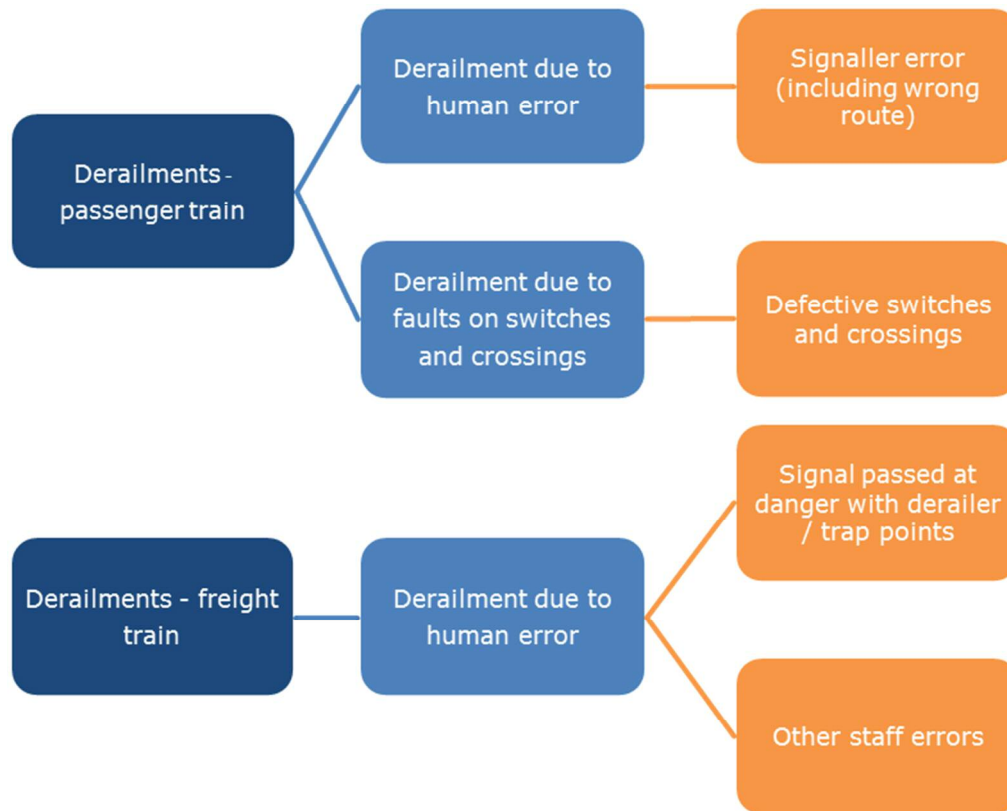 Derailments -
passenger train
Derailment due to
human error
Signaller error
(including wrong
route)
Derailment due to
faults on switches
and crossings
Defective switches
and crossings
Derailments - freight
train
Derailment due to
human error
Signal passed at
danger with derailer
/ trap points
Other staff errors